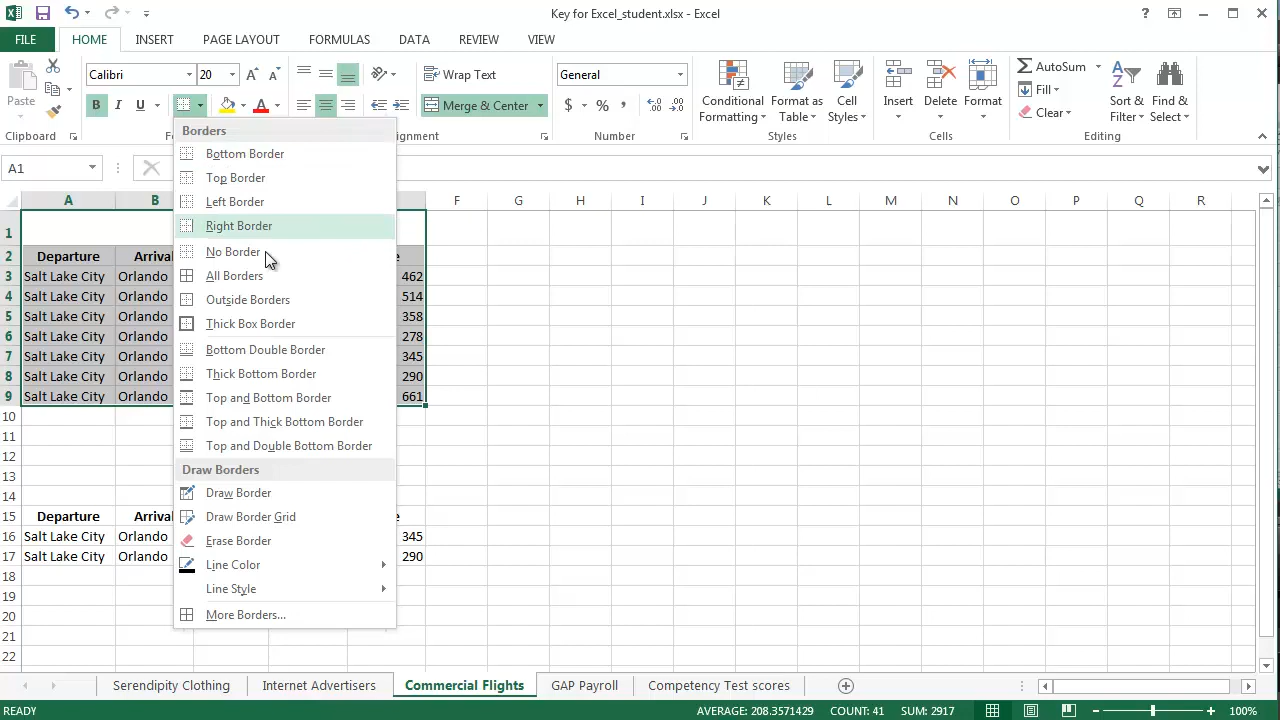 Key for Excel_student.xlsx - Excel
FILE HOME INSERT PAGE LAYOUT FORMULAS DATA REVIEW VIEW
Paste
Calibri 20
Wrap Text
General
Conditional Formatting
Format as Table
Cell Styles
Insert
Delete
Format
AutoSum
Fill
Clear
Sort & Filter
Find & Select
B I U
Merge & Center
$ % ,
Clipboard Fo lignment Number Styles Cells Editing
A1
Borders
Bottom Border
Top Border
Left Border
Right Border
No Border
All Borders
Outside Borders
Thick Box Border
Bottom Double Border
Thick Bottom Border
Top and Bottom Border
Top and Thick Bottom Border
Top and Double Bottom Border
Draw Borders
Draw Border
Draw Border Grid
Erase Border
Line Color
Line Style
More Borders...
A B F G H I J K L M N O P Q R
1
2 Departure Arrival e
3 Salt Lake City Orlando 462
4 Salt Lake City Orlando 514
5 Salt Lake City Orlando 358
6 Salt Lake City Orlando 278
7 Salt Lake City Orlando 345
8 Salt Lake City Orlando 290
9 Salt Lake City Orlando 661
10
11
12
13
14
15 Departure Arrival e
16 Salt Lake City Orlando 345
17 Salt Lake City Orlando 290
18
19
20
21
22
Serendipity Clothing Internet Advertisers Commercial Flights GAP Payroll Competency Test scores
READY AVERAGE: 208.3571429 COUNT: 41 SUM: 2917 100%